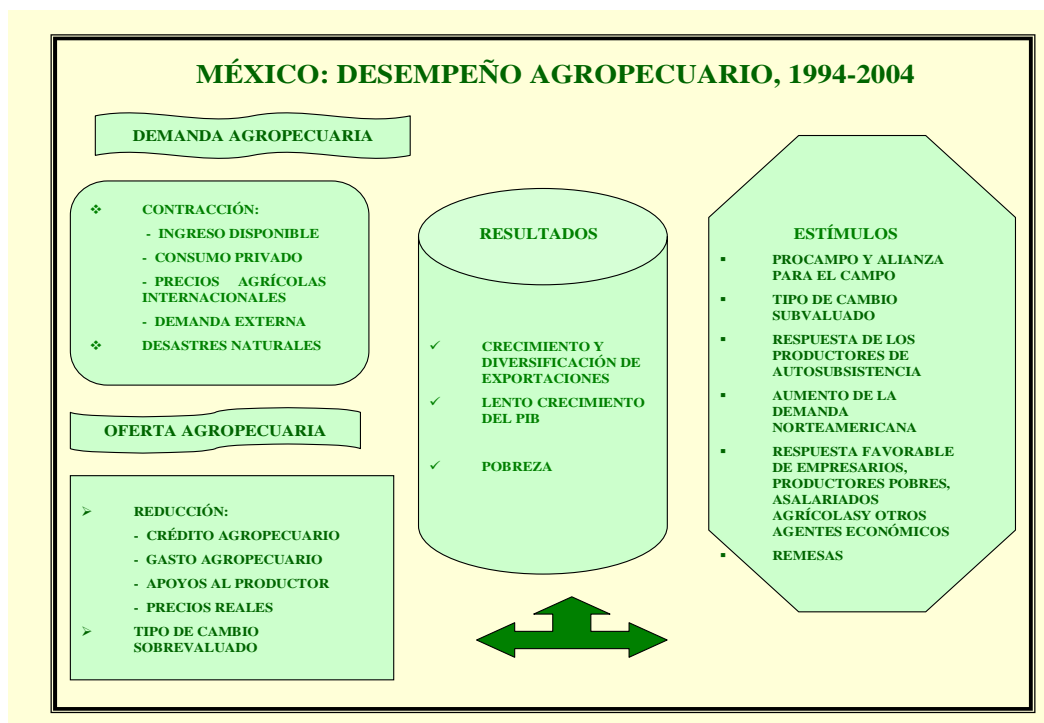 MÉXICO: DESEMPEÑO AGROPECUARIO, 1994-2004
DEMANDA AGROPECUARIA
❖ CONTRACCIÓN:
- INGRESO DISPONIBLE
- CONSUMO PRIVADO
- PRECIOS AGRÍCOLAS
INTERNACIONALES
- DEMANDA EXTERNA
❖ DESASTRES NATURALES
OFERTA AGROPECUARIA
➢ REDUCCIÓN:
- CRÉDITO AGROPECUARIO
- GASTO AGROPECUARIO
- APOYOS AL PRODUCTOR
- PRECIOS REALES
➢ TIPO DE CAMBIO
SOBREVALUADO
RESULTADOS
✓ CRECIMIENTO Y
DIVERSIFICACIÓN DE
EXPORTACIONES
✓ LENTO CRECIMIENTO
DEL PIB
✓ POBREZA
ESTÍMULOS
▪ PROCAMPO Y ALIANZA
PARA EL CAMPO
▪ TIPO DE CAMBIO
SUBVALUADO
▪ RESPUESTA DE LOS
PRODUCTORES DE
AUTOSUBSISTENCIA
▪ AUMENTO DE LA
DEMANDA
NORTEAMERICANA
▪ RESPUESTA FAVORABLE
DE EMPRESARIOS,
PRODUCTORES POBRES,
ASALARIADOS
AGRÍCOLASY OTROS
AGENTES ECONÓMICOS
▪ REMESAS